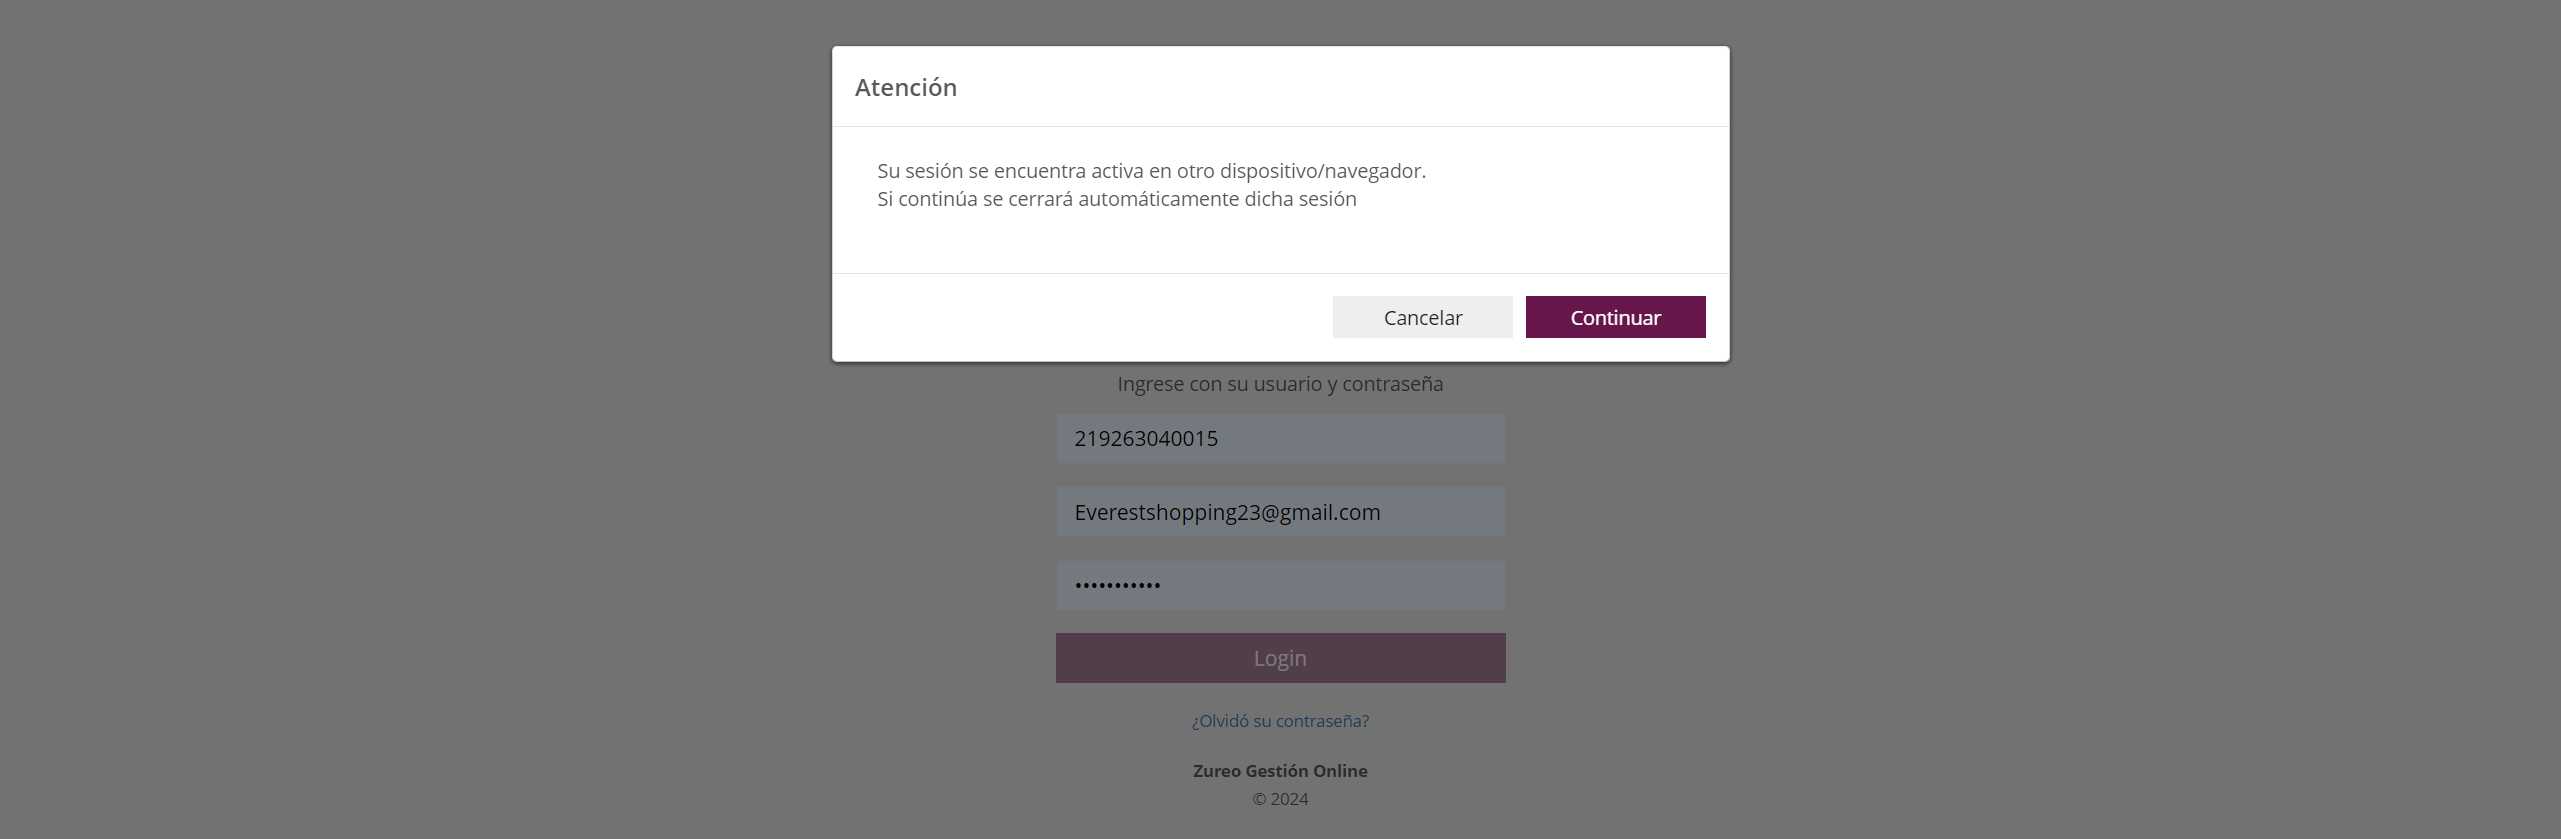 Atención
Su sesión se encuentra activa en otro dispositivo/navegador.
Si continúa se cerrará automáticamente dicha sesión
Cancelar
Continuar
Ingrese con su usuario y contraseña
219263040015
Everestshopping23@gmail.com
•••••••••••
Login
¿Olvidó su contraseña?
Zureo Gestión Online
© 2024